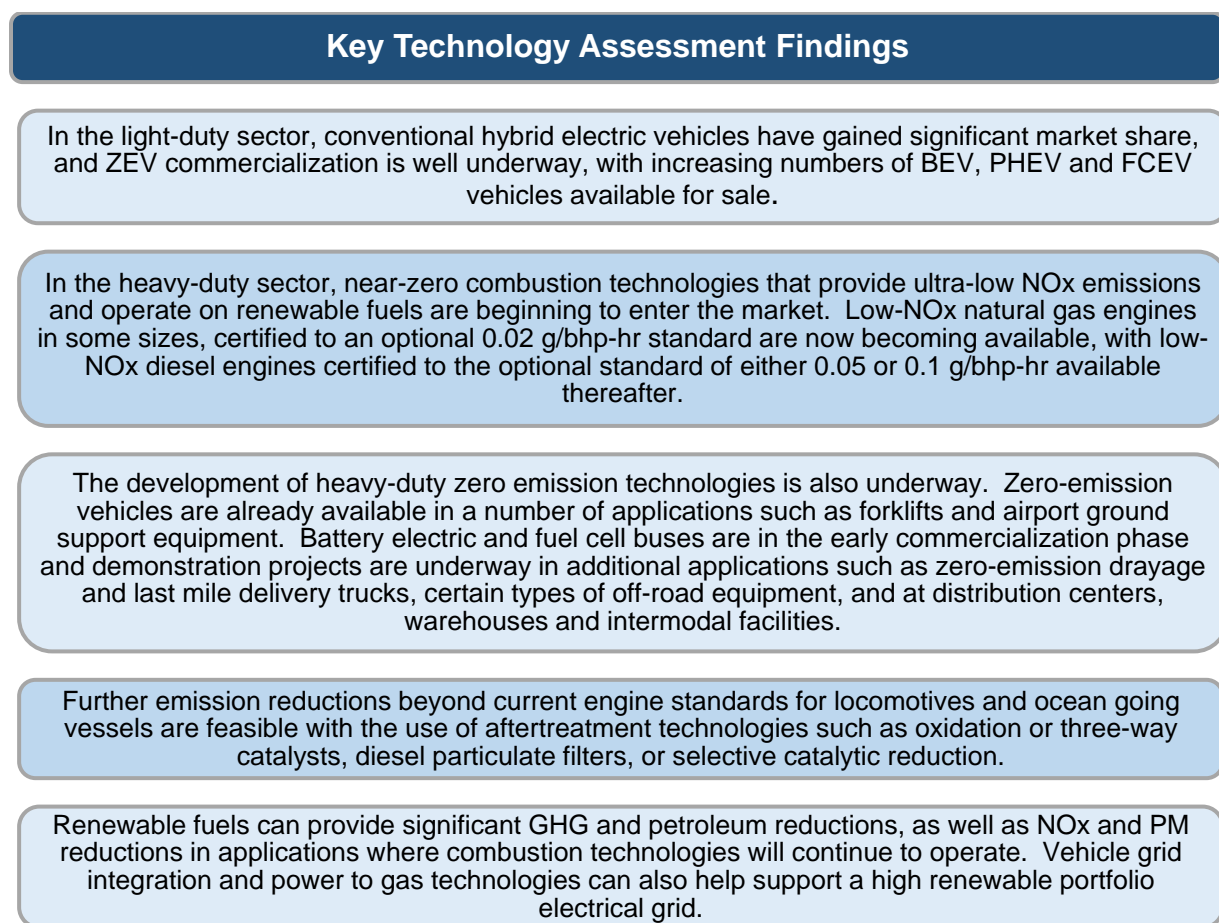 Key Technology Assessment Findings
In the light-duty sector, conventional hybrid electric vehicles have gained significant market share,
and ZEV commercialization is well underway, with increasing numbers of BEV, PHEV and FCEV
vehicles available for sale.
In the heavy-duty sector, near-zero combustion technologies that provide ultra-low NOx emissions
and operate on renewable fuels are beginning to enter the market.  Low-NOx natural gas engines
in some sizes, certified to an optional 0.02 g/bhp-hr standard are now becoming available, with low-
NOx diesel engines certified to the optional standard of either 0.05 or 0.1 g/bhp-hr available
thereafter.
The development of heavy-duty zero emission technologies is also underway.  Zero-emission
vehicles are already available in a number of applications such as forklifts and airport ground
support equipment.  Battery electric and fuel cell buses are in the early commercialization phase
and demonstration projects are underway in additional applications such as zero-emission drayage
and last mile delivery trucks, certain types of off-road equipment, and at distribution centers,
warehouses and intermodal facilities.
Further emission reductions beyond current engine standards for locomotives and ocean going
vessels are feasible with the use of aftertreatment technologies such as oxidation or three-way
catalysts, diesel particulate filters, or selective catalytic reduction.
Renewable fuels can provide significant GHG and petroleum reductions, as well as NOx and PM
reductions in applications where combustion technologies will continue to operate.  Vehicle grid
integration and power to gas technologies can also help support a high renewable portfolio
electrical grid.